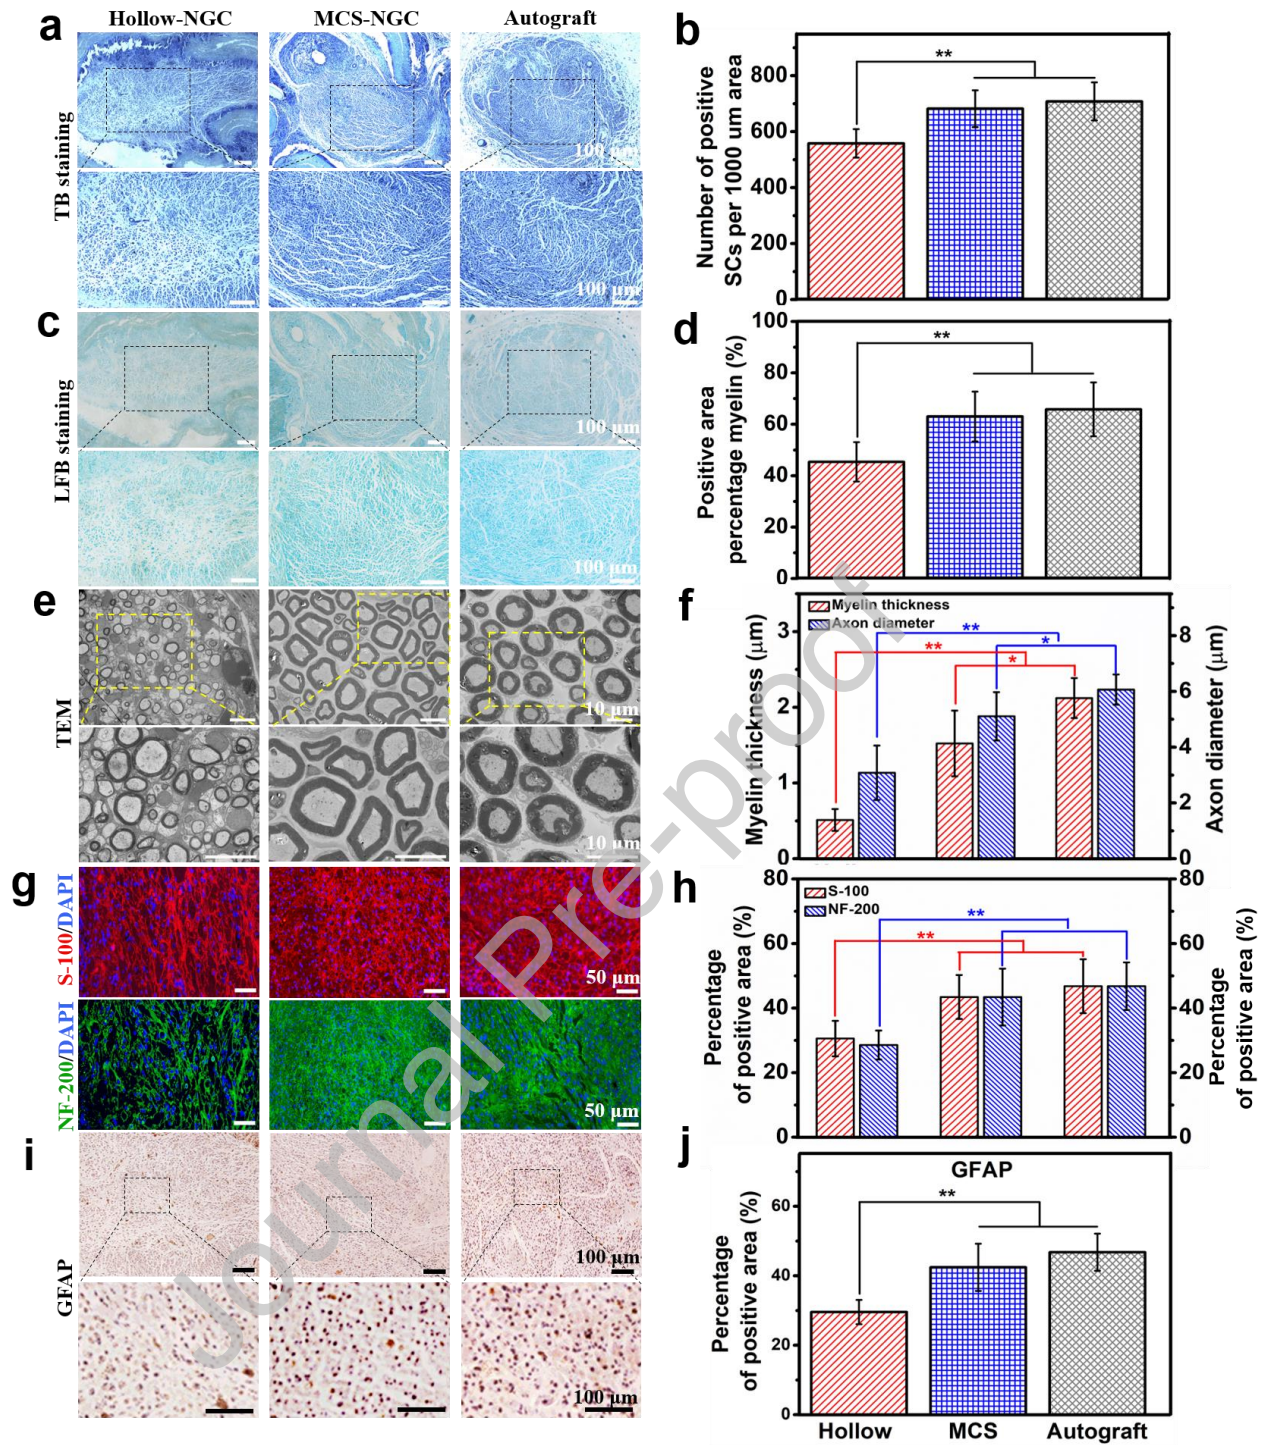 a
Hollow-NGC
MCS-NGC
Autograft
TB staining
100 μm
100 μm
b
Number of positive
SCs per 1000 um area
800
600
400
200
0
**
c
LFB staining
100 μm
100 μm
d
Positive area
percentage myelin (%)
100
80
60
40
20
0
**
e
TEM
10 μm
10 μm
f
Myelin thickness (μm)
3
2
1
0
Myelin thickness
Axon diameter
**
**
*
*
8
6
4
2
0
Axon diameter (μm)
g
S-100/DAPI
50 μm
NF-200/DAPI
50 μm
h
Percentage
of positive area (%)
80
60
40
20
0
S-100
NF-200
**
**
80
60
40
20
0
Percentage
of positive area (%)
i
GFAP
100 μm
100 μm
j
GFAP
Percentage
of positive area (%)
60
40
20
0
**
Hollow
MCS
Autograft
Journal Pre-proof